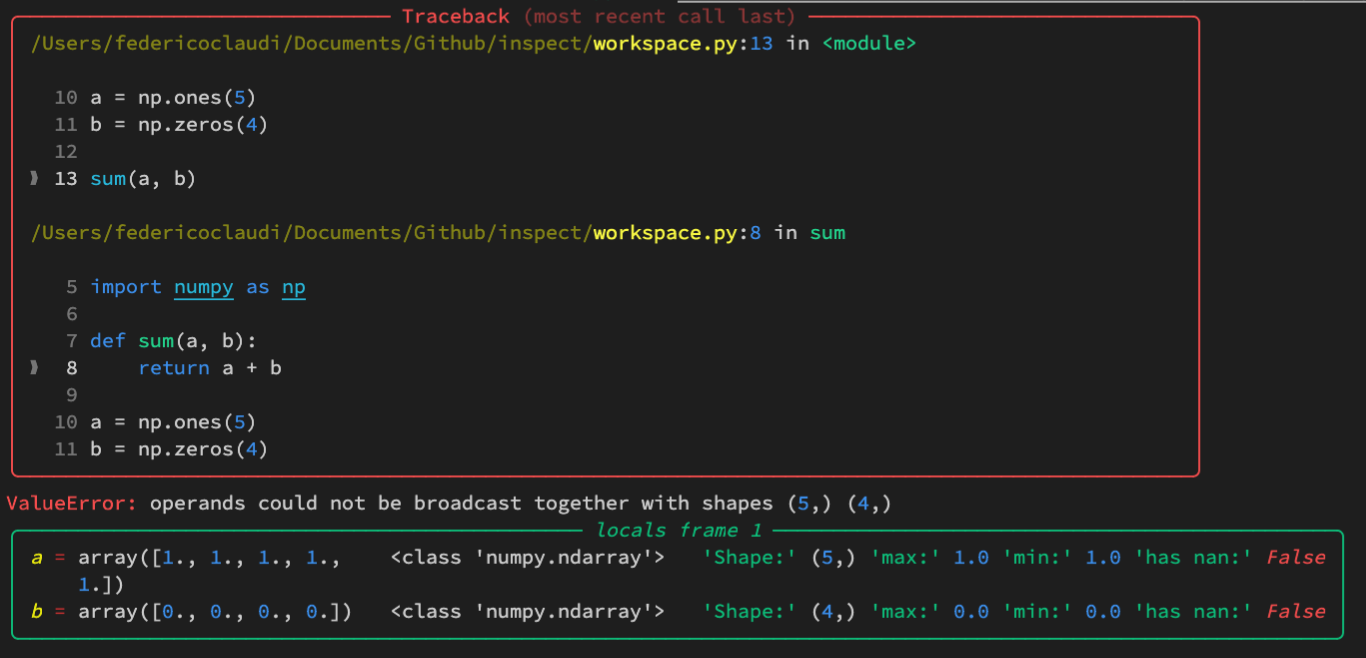 Traceback (most recent call last)
/Users/federicoclaudi/Documents/Github/inspect/workspace.py:13 in <module>
10 a = np.ones(5)
11 b = np.zeros(4)
12
❱ 13 sum(a, b)
/Users/federicoclaudi/Documents/Github/inspect/workspace.py:8 in sum
5 import numpy as np
6
7 def sum(a, b):
❱ 8     return a + b
9
10 a = np.ones(5)
11 b = np.zeros(4)
ValueError: operands could not be broadcast together with shapes (5,) (4,)
locals frame 1
a = array([1., 1., 1., 1., <class 'numpy.ndarray'> 'Shape:' (5,) 'max:' 1.0 'min:' 1.0 'has nan:' False
1.])
b = array([0., 0., 0., 0.]) <class 'numpy.ndarray'> 'Shape:' (4,) 'max:' 0.0 'min:' 0.0 'has nan:' False